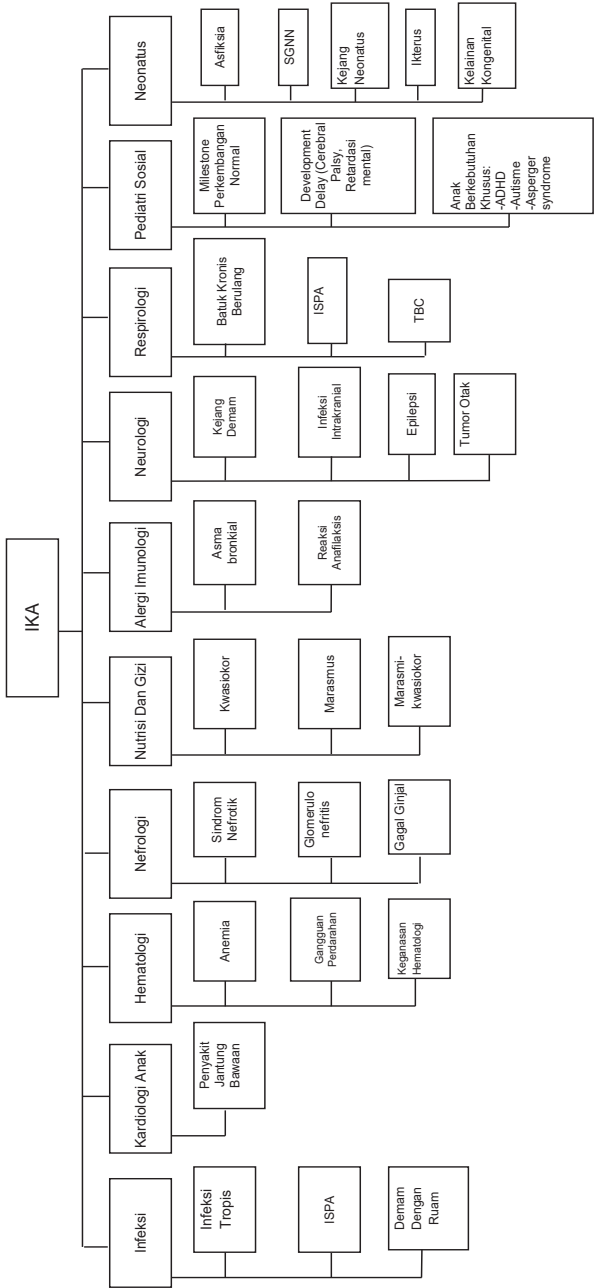 IKA
Infeksi
Infeksi
Tropis
ISPA
Demam
Dengan
Ruam
Kardiologi Anak
Penyakit
Jantung
Bawaan
Hematologi
Anemia
Gangguan
Perdarahan
Keganasan
Hematologi
Nefrologi
Sindrom
Nefrotik
Glomerulo
nefritis
Gagal Ginjal
Nutrisi Dan Gizi
Kwasiokor
Marasmus
Marasmi-
kwasiokor
Alergi Imunologi
Asma
bronkial
Reaksi
Anafilaksis
Neurologi
Kejang
Demam
Infeksi
Intrakranial
Epilepsi
Tumor Otak
Respirologi
Batuk Kronis
Berulang
ISPA
TBC
Pediatri Sosial
Milestone
Perkembangan
Normal
Development
Delay (Cerebral
Palsy,
Retardasi
mental)
Anak
Berkebutuhan
Khusus:
-ADHD
-Autisme
-Asperger
syndrome
Neonatus
Asfiksia
SGNN
Kejang
Neonatus
Ikterus
Kelainan
Kongenital